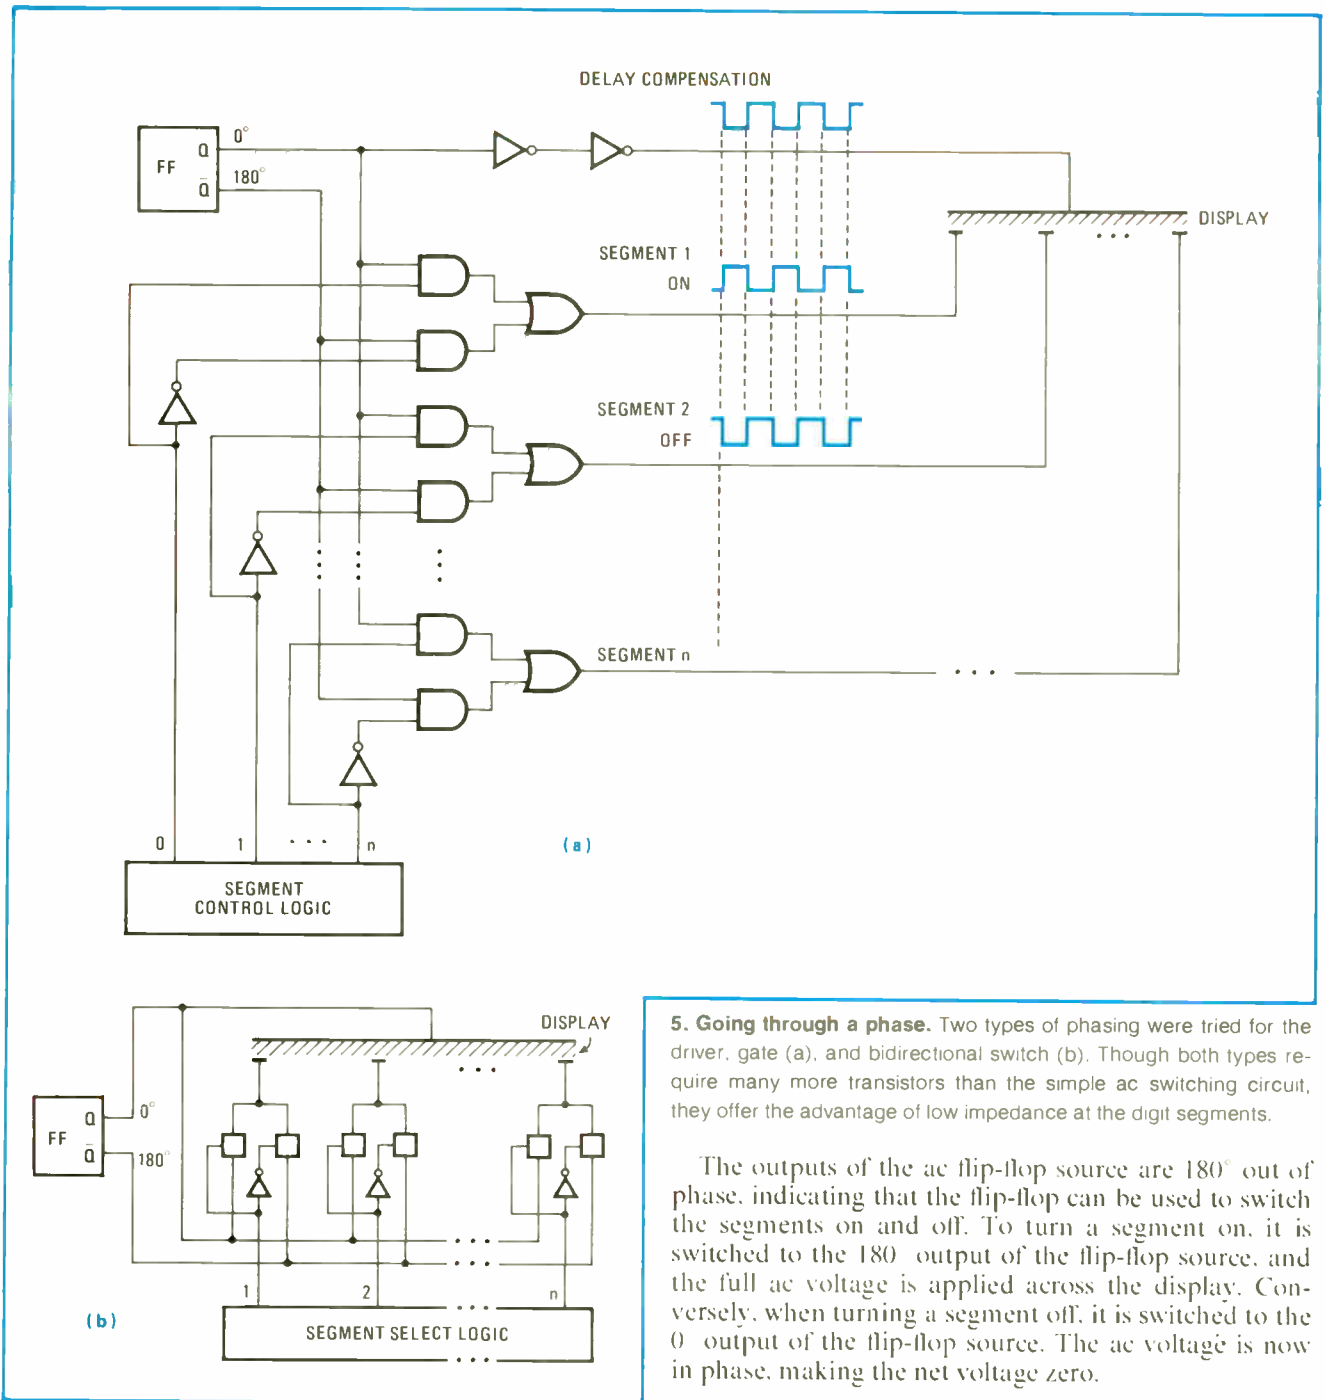 DELAY COMPENSATION
FF
Q
Q̅
0°
180°
DISPLAY
SEGMENT 1
ON
SEGMENT 2
OFF
SEGMENT n
0
1
n
(a)
SEGMENT
CONTROL LOGIC
DISPLAY
FF
Q
Q̅
0°
180°
1
2
n
(b)
SEGMENT SELECT LOGIC
5. Going through a phase. Two types of phasing were tried for the
driver, gate (a), and bidirectional switch (b). Though both types re-
quire many more transistors than the simple ac switching circuit,
they offer the advantage of low impedance at the digit segments.
The outputs of the ac flip-flop source are 180° out of
phase, indicating that the flip-flop can be used to switch
the segments on and off. To turn a segment on, it is
switched to the 180 output of the flip-flop source, and
the full ac voltage is applied across the display. Con-
versely, when turning a segment off, it is switched to the
0 output of the flip-flop source. The ac voltage is now
in phase, making the net voltage zero.